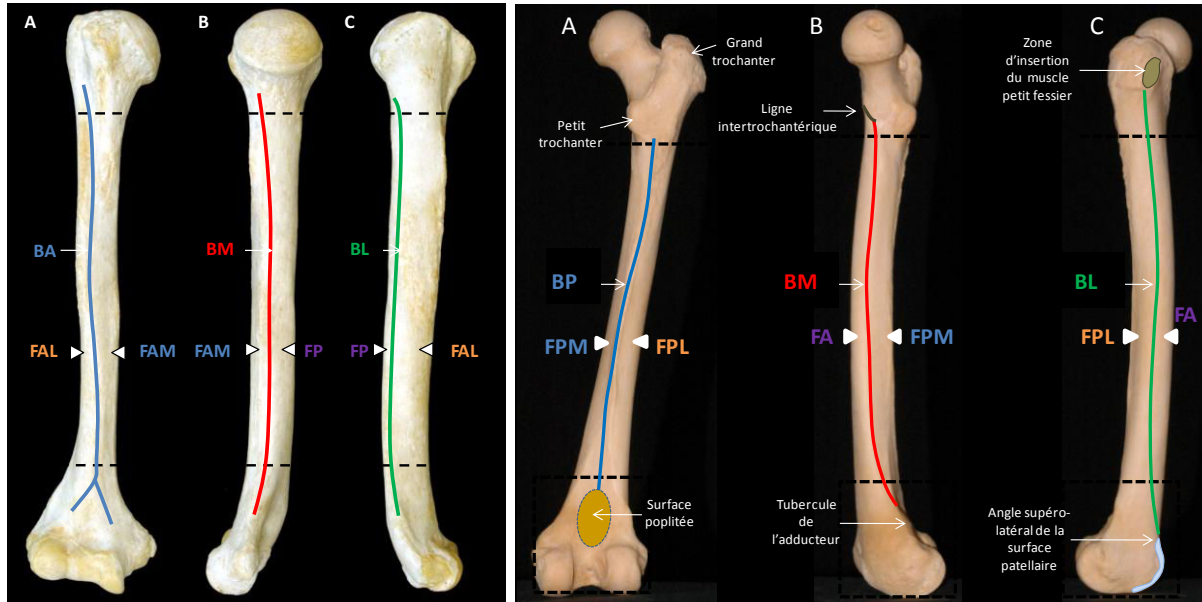 A
B
C
BA
BM
BL
FAL
FAM
FAM
FP
FP
FAL
A
B
C
Grand
trochanter
Petit
trochanter
Ligne
intertrochantérique
Zone
d'insertion
du muscle
petit fessier
BP
BM
BL
FPM
FPL
FA
FPM
FPL
FA
Surface
poplitée
Tubercule
de
l'adducteur
Angle supéro-
latéral de la
surface
patellaire